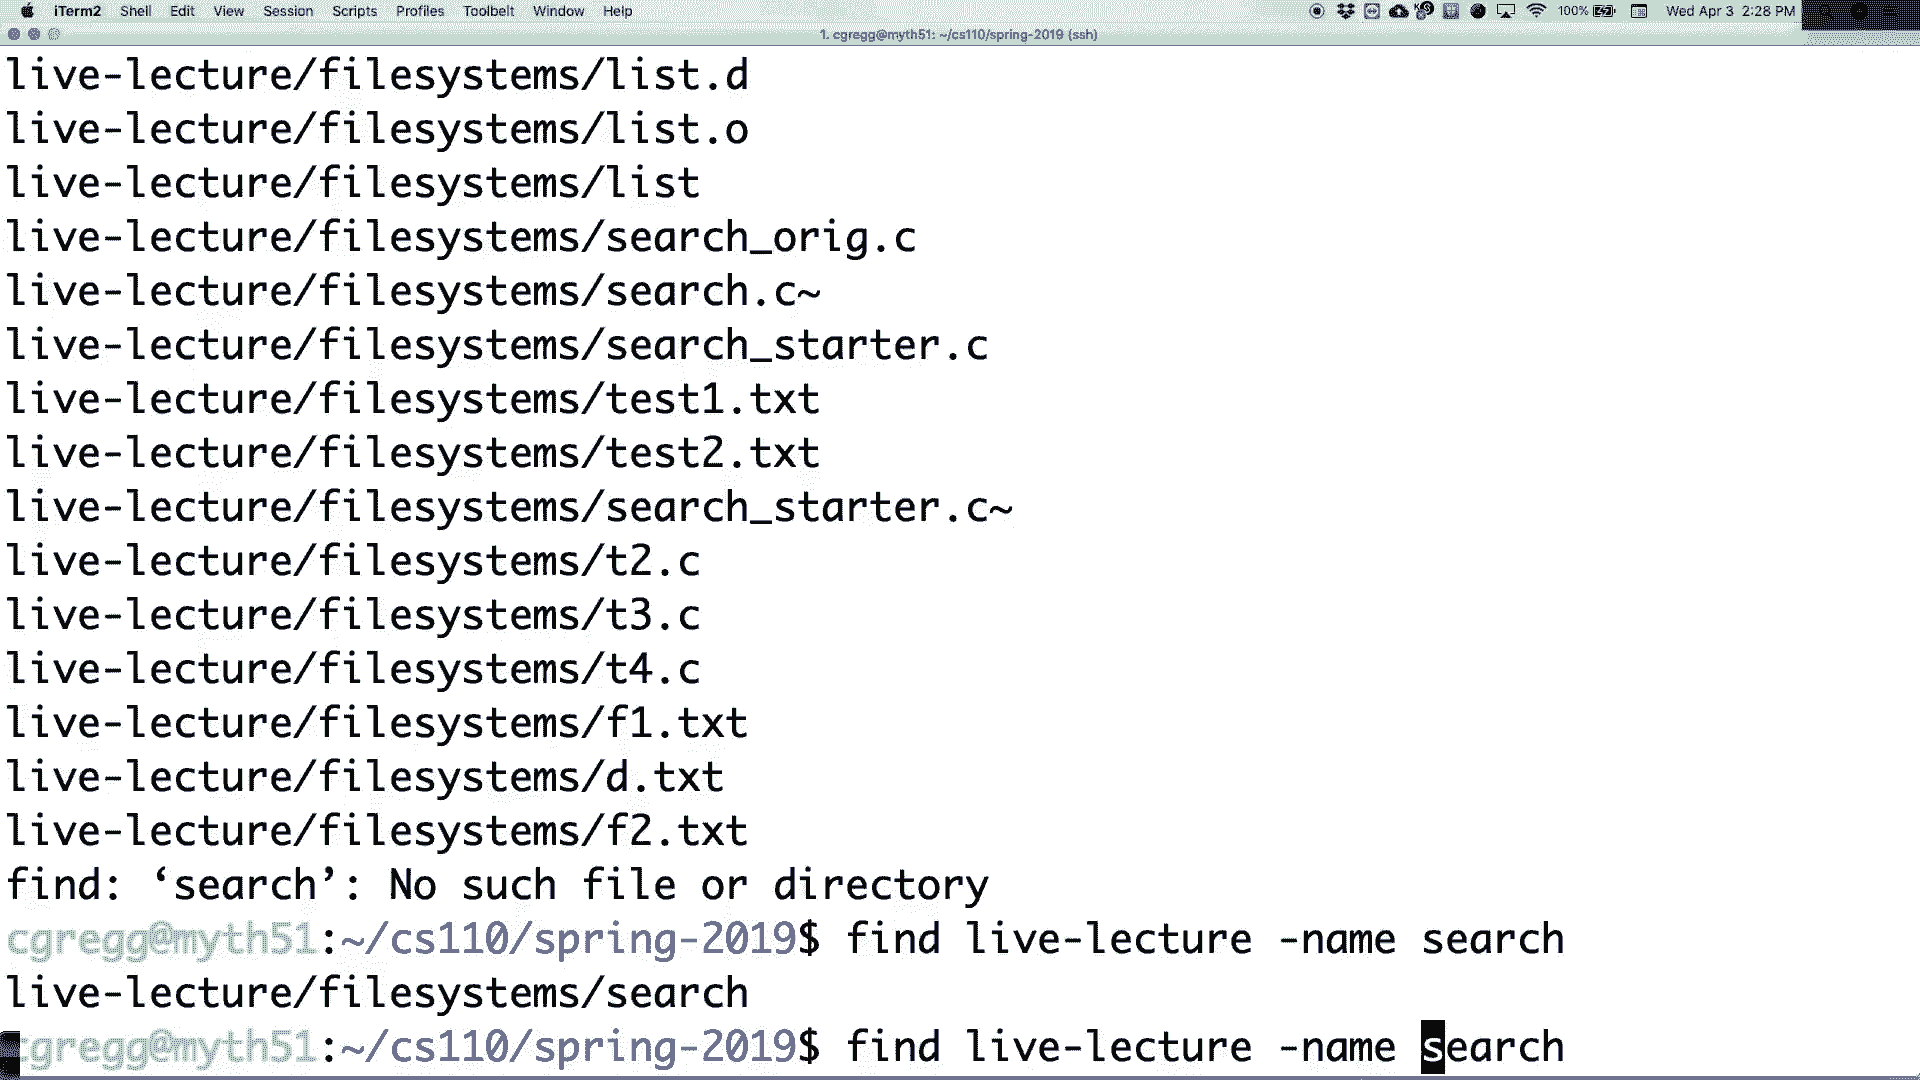 iTerm2 Shell Edit View Session Scripts Profiles Toolbelt Window Help 100% Wed Apr 3 2:28 PM
1. cgregg@myth51: ~/cs110/spring-2019 (ssh)
live-lecture/filesystems/list.d
live-lecture/filesystems/list.o
live-lecture/filesystems/list
live-lecture/filesystems/search_orig.c
live-lecture/filesystems/search.c~
live-lecture/filesystems/search_starter.c
live-lecture/filesystems/test1.txt
live-lecture/filesystems/test2.txt
live-lecture/filesystems/search_starter.c~
live-lecture/filesystems/t2.c
live-lecture/filesystems/t3.c
live-lecture/filesystems/t4.c
live-lecture/filesystems/f1.txt
live-lecture/filesystems/d.txt
live-lecture/filesystems/f2.txt
find: ‘search’: No such file or directory
cgregg@myth51:~/cs110/spring-2019$ find live-lecture -name search
live-lecture/filesystems/search
cgregg@myth51:~/cs110/spring-2019$ find live-lecture -name search